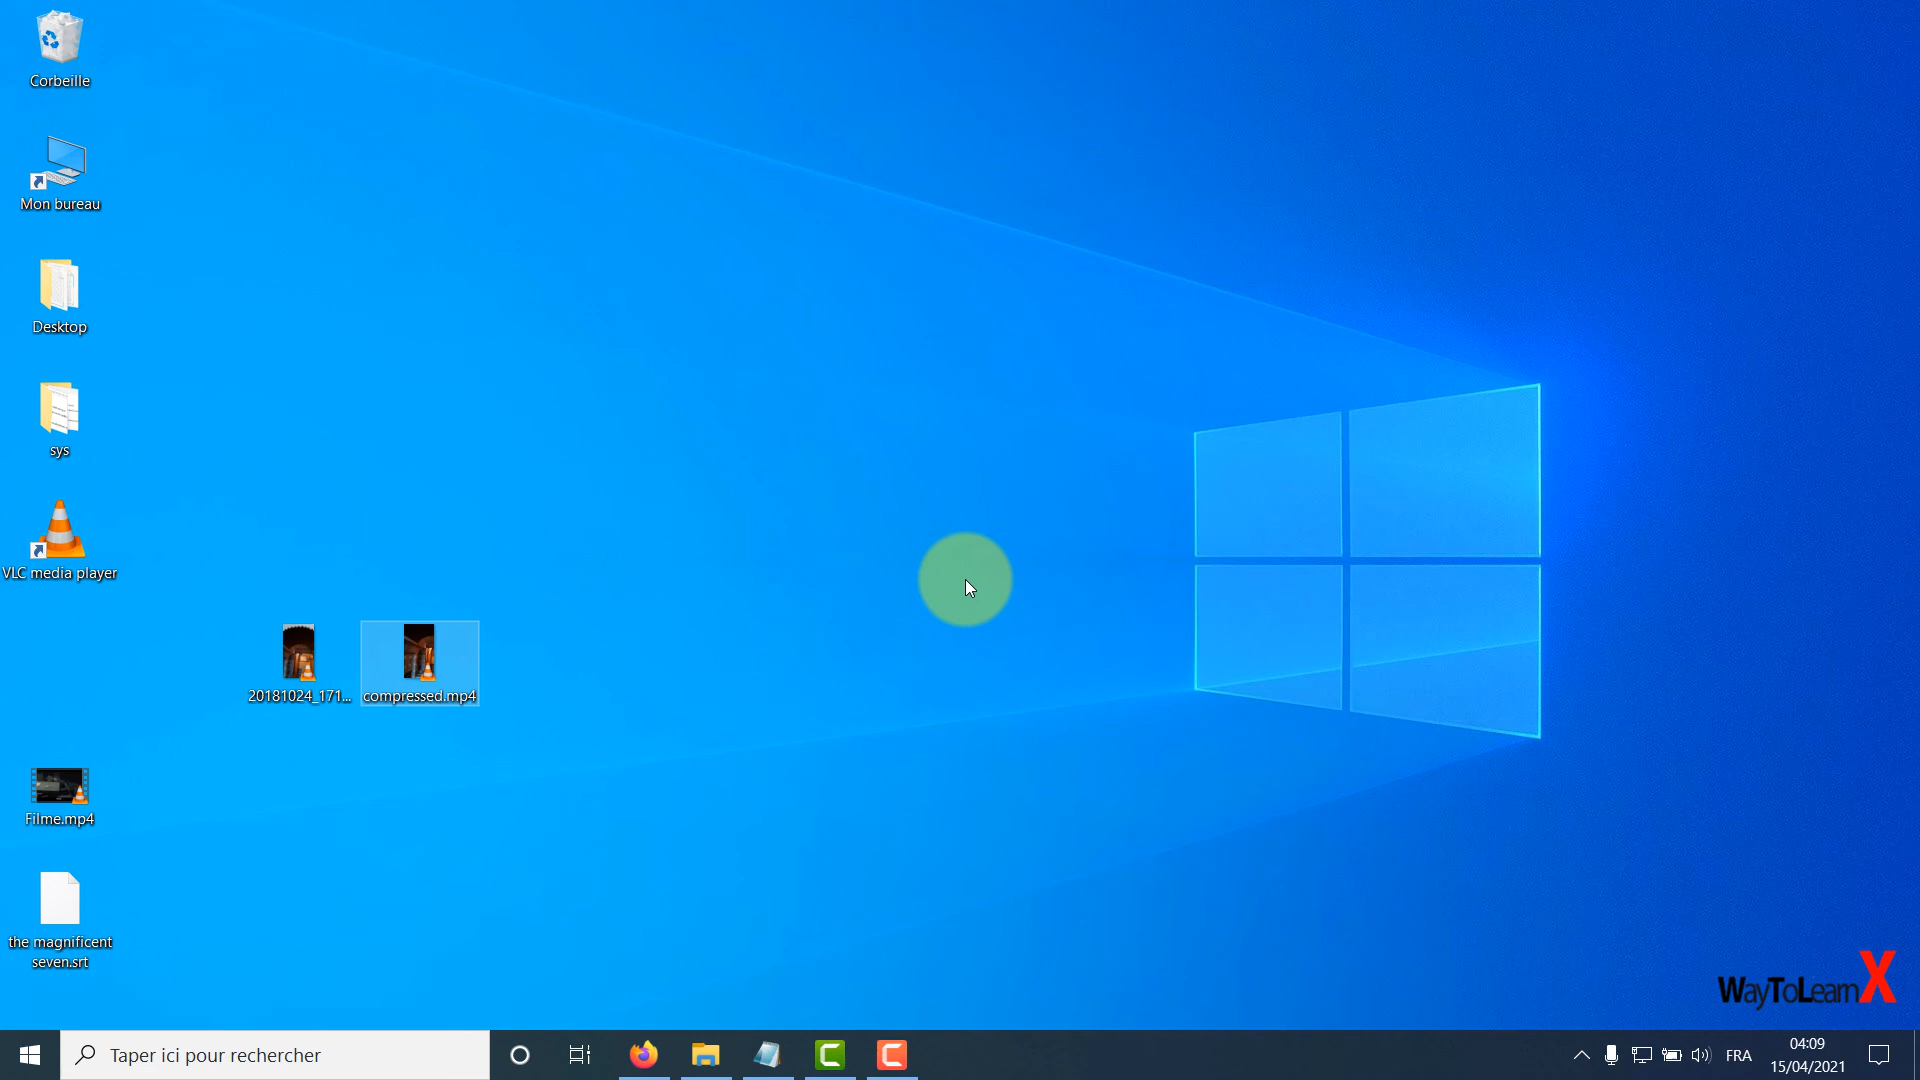 Corbeille
Mon bureau
Desktop
sys
VLC media player
20181024_171...
compressed.mp4
Filme.mp4
the magnificent
seven.srt
WayToLearnX
Taper ici pour rechercher
FRA
04:09
15/04/2021